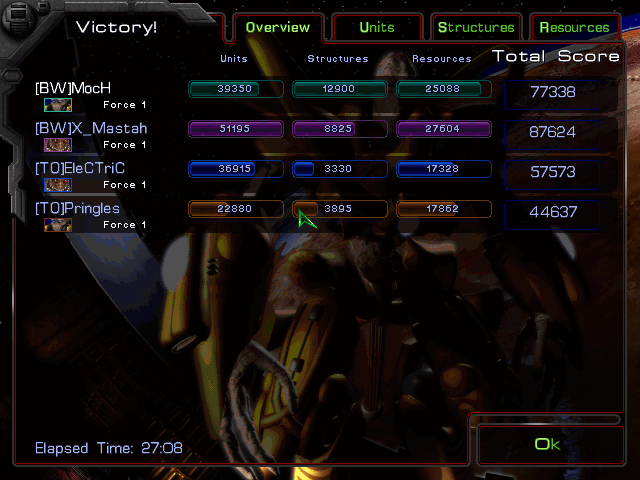 Victory!
Overview Units Structures Resources
Units Structures Resources Total Score
[BW]MocH 39350 12900 25088 77338
Force 1
[BW]X_Mastah 51195 8825 27604 87624
Force 1
[TO]EleCTriC 36915 3330 17328 57573
Force 1
[TO]Pringles 22880 3895 17862 44637
Force 1
Elapsed Time: 27:08
Ok